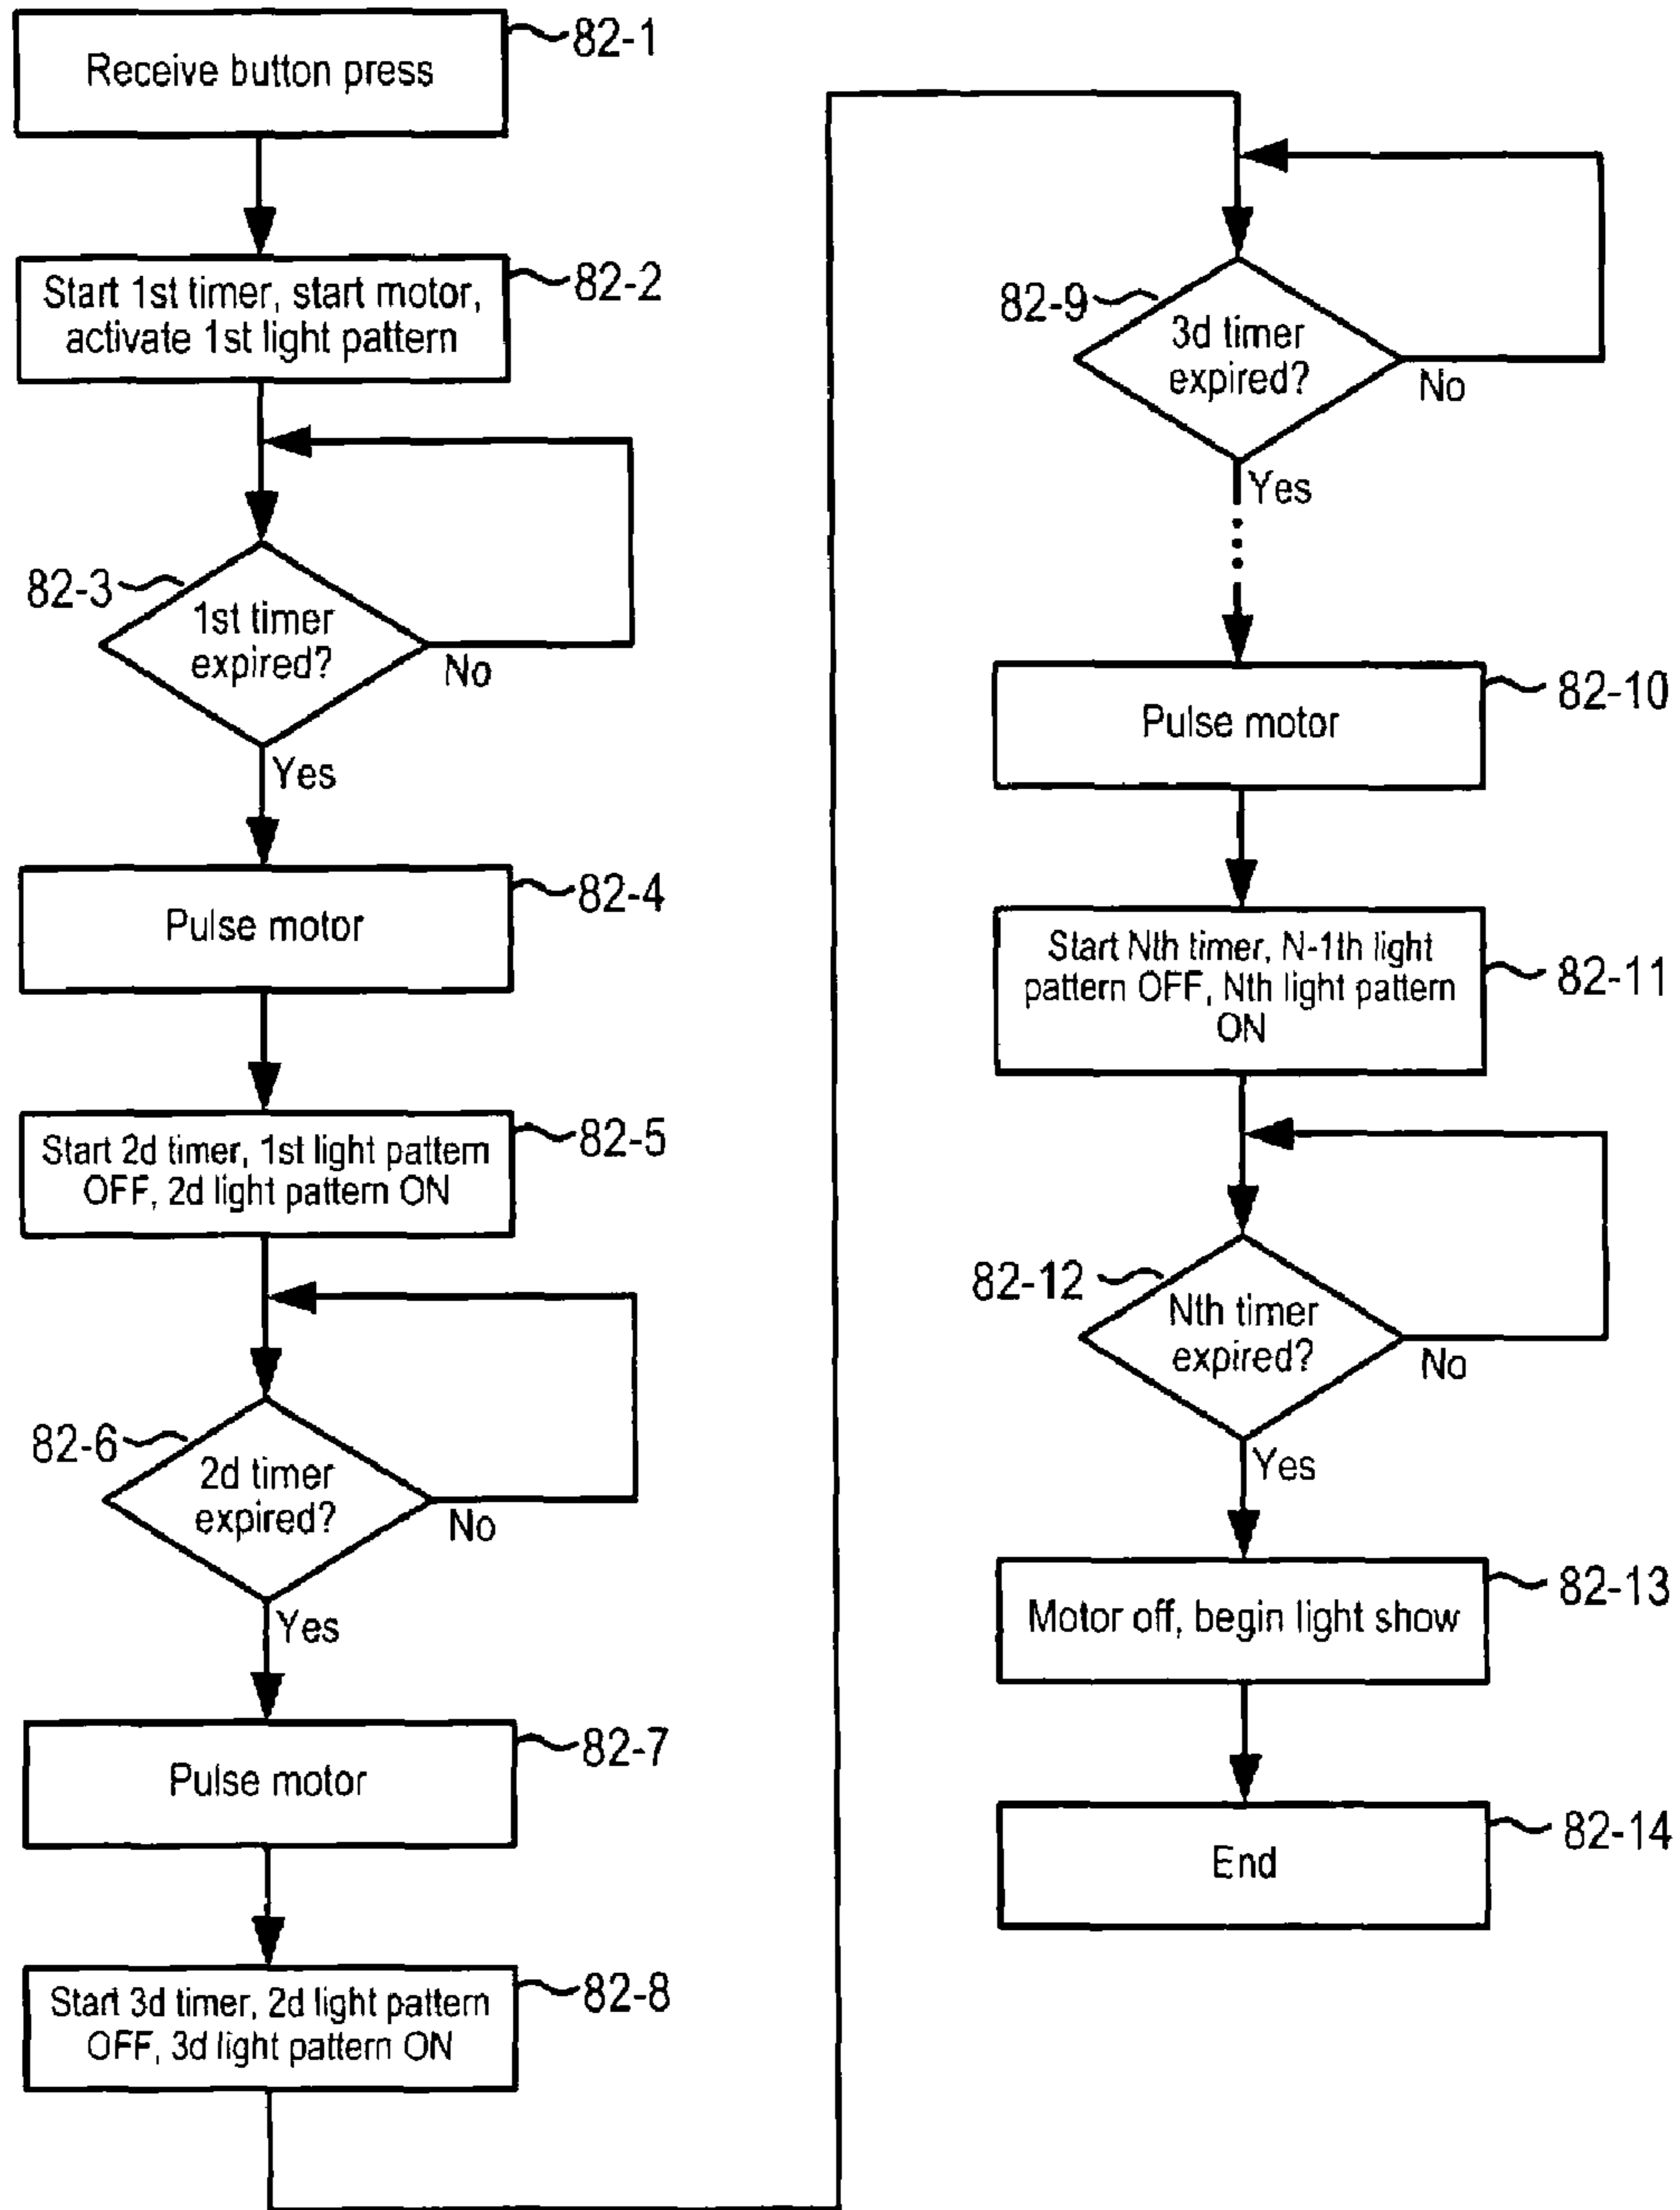 82-1
Receive button press
82-2
Start 1st timer, start motor,
activate 1st light pattern
82-3
1st timer
expired?
No
Yes
82-4
Pulse motor
82-5
Start 2d timer, 1st light pattern
OFF, 2d light pattern ON
82-6
2d timer
expired?
No
Yes
82-7
Pulse motor
82-8
Start 3d timer, 2d light pattern
OFF, 3d light pattern ON
82-9
3d timer
expired?
No
Yes
82-10
Pulse motor
82-11
Start Nth timer, N-1th light
pattern OFF, Nth light pattern
ON
82-12
Nth timer
expired?
No
Yes
82-13
Motor off, begin light show
82-14
End